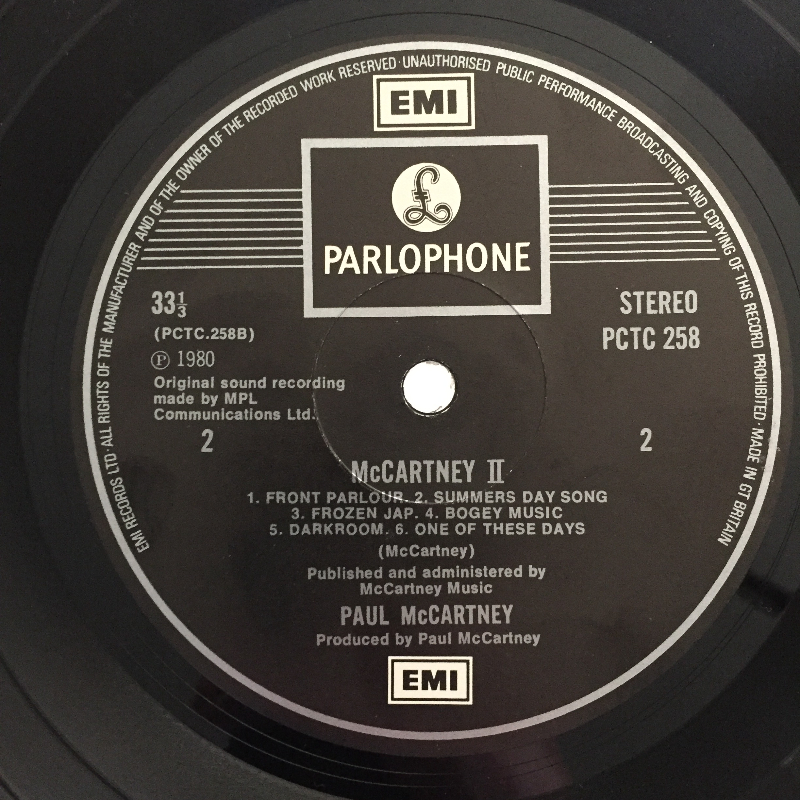 EMI RECORDS LTD·ALL RIGHTS OF THE MANUFACTURER AND OF THE OWNER OF THE RECORDED WORK RESERVED·UNAUTHORISED PUBLIC PERFORMANCE BROADCASTING AND COPYING OF THIS RECORD PROHIBITED·MADE IN GT BRITAIN
EMI
£
PARLOPHONE
33⅓
(PCTC.258B)
Ⓟ 1980
Original sound recording
made by MPL
Communications Ltd.
2
STEREO
PCTC 258
2
McCARTNEY II
1. FRONT PARLOUR. 2. SUMMERS DAY SONG
3. FROZEN JAP. 4. BOGEY MUSIC
5. DARKROOM. 6. ONE OF THESE DAYS
(McCartney)
Published and administered by
McCartney Music
PAUL McCARTNEY
Produced by Paul McCartney
EMI